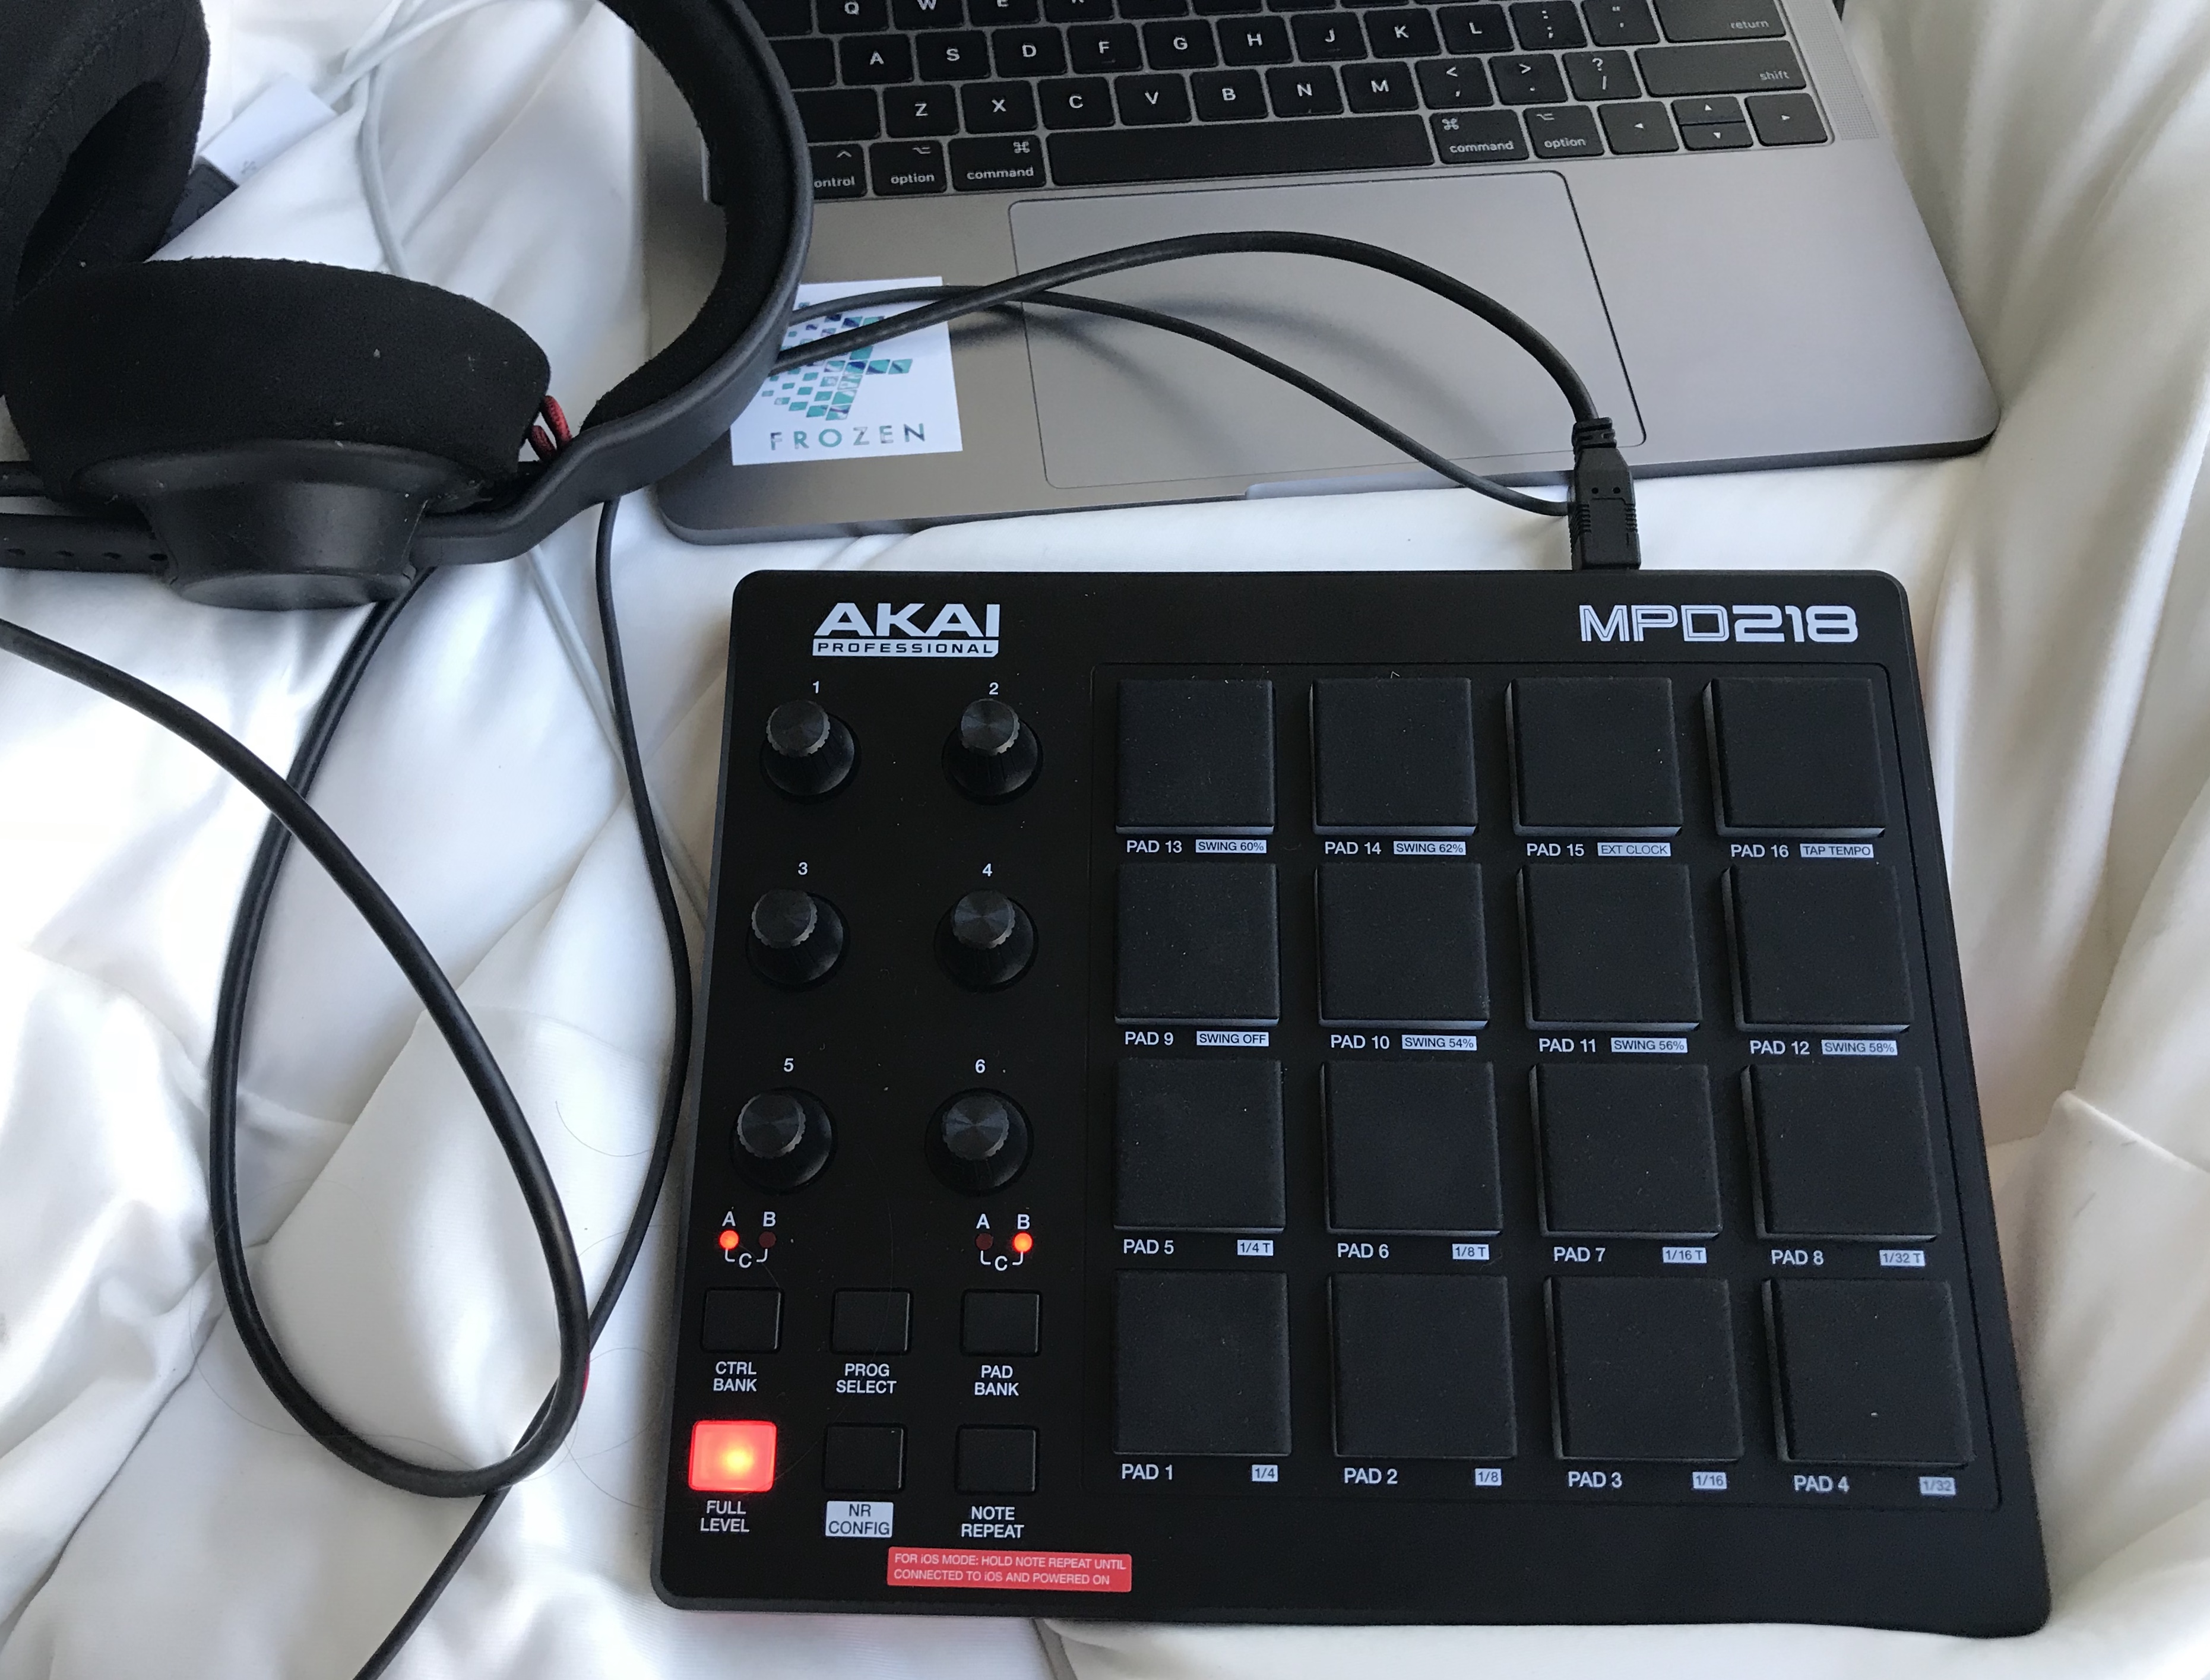 Q W E
A S D F G H J K L : ; " ' return
Z X C V B N M < , > . ? / shift
option command command option
FROZEN
AKAI
PROFESSIONAL
MPD218
1 2
3 4
5 6
A B
C
A B
C
CTRL BANK
PROG SELECT
PAD BANK
FULL LEVEL
NR CONFIG
NOTE REPEAT
FOR iOS MODE: HOLD NOTE REPEAT UNTIL
CONNECTED TO iOS AND POWERED ON
PAD 13 SWING 60% PAD 14 SWING 62% PAD 15 EXT CLOCK PAD 16 TAP TEMPO
PAD 9 SWING OFF PAD 10 SWING 54% PAD 11 SWING 56% PAD 12 SWING 58%
PAD 5 1/4 T PAD 6 1/8 T PAD 7 1/16 T PAD 8 1/32 T
PAD 1 1/4 PAD 2 1/8 PAD 3 1/16 PAD 4 1/32